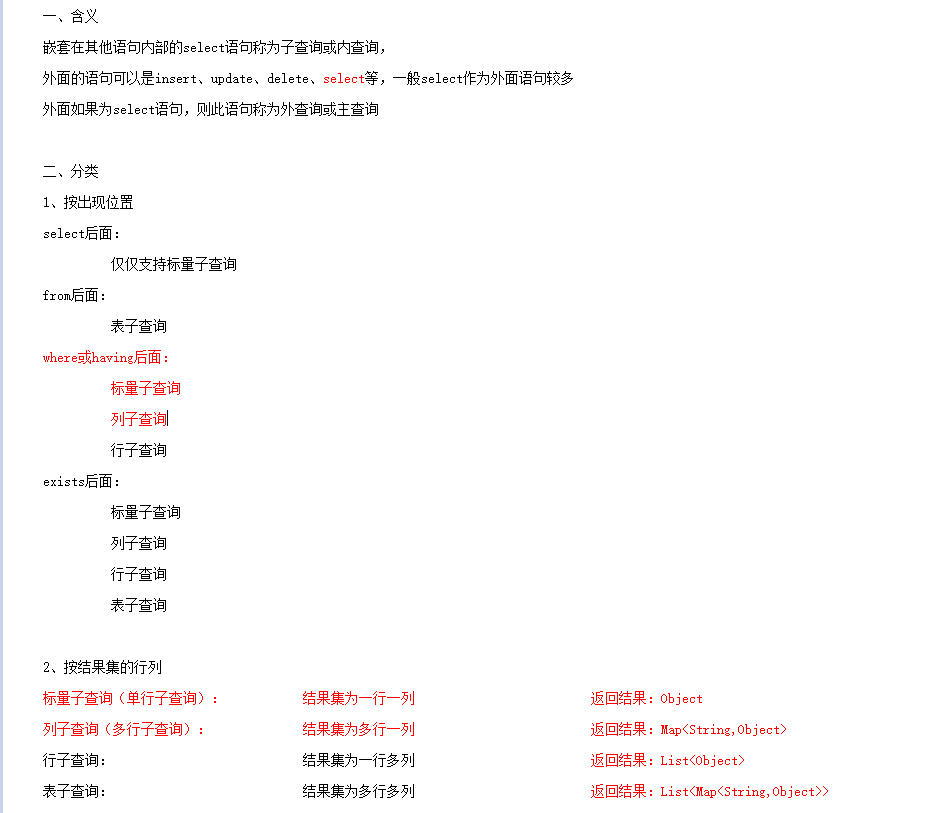 一、含义
嵌套在其他语句内部的select语句称为子查询或内查询，
外面的语句可以是insert、update、delete、select等，一般select作为外面语句较多
外面如果为select语句，则此语句称为外查询或主查询
二、分类
1、按出现位置
select后面：
仅仅支持标量子查询
from后面：
表子查询
where或having后面：
标量子查询
列子查询
行子查询
exists后面：
标量子查询
列子查询
行子查询
表子查询
2、按结果集的行列
标量子查询（单行子查询）： 结果集为一行一列 返回结果：Object
列子查询（多行子查询）： 结果集为多行一列 返回结果：Map<String,Object>
行子查询： 结果集为一行多列 返回结果：List<Object>
表子查询： 结果集为多行多列 返回结果：List<Map<String,Object>>